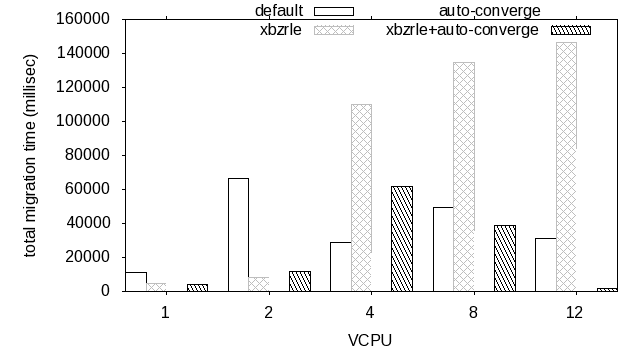 default
auto-converge
xbzrle
xbzrle+auto-converge
160000
140000
120000
100000
80000
60000
40000
20000
0
total migration time (millisec)
1 2 4 8 12
VCPU